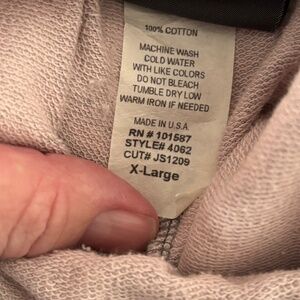 100% COTTON
MACHINE WASH
COLD WATER
WITH LIKE COLORS
DO NOT BLEACH
TUMBLE DRY LOW
WARM IRON IF NEEDED
MADE IN U.S.A.
RN # 101587
STYLE# 4062
CUT# JS1209
X-Large